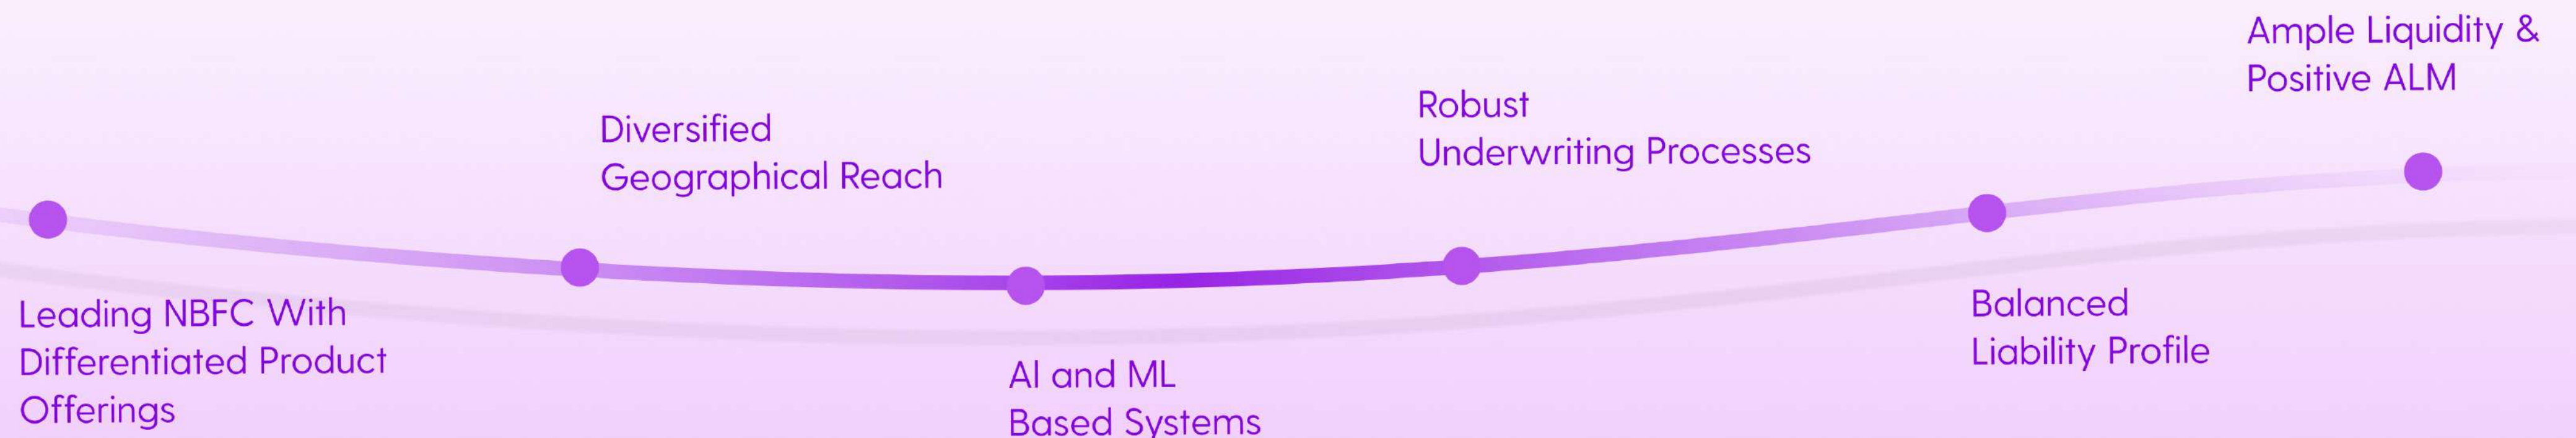 Leading NBFC With
Differentiated Product
Offerings
Diversified
Geographical Reach
AI and ML
Based Systems
Robust
Underwriting Processes
Balanced
Liability Profile
Ample Liquidity &
Positive ALM